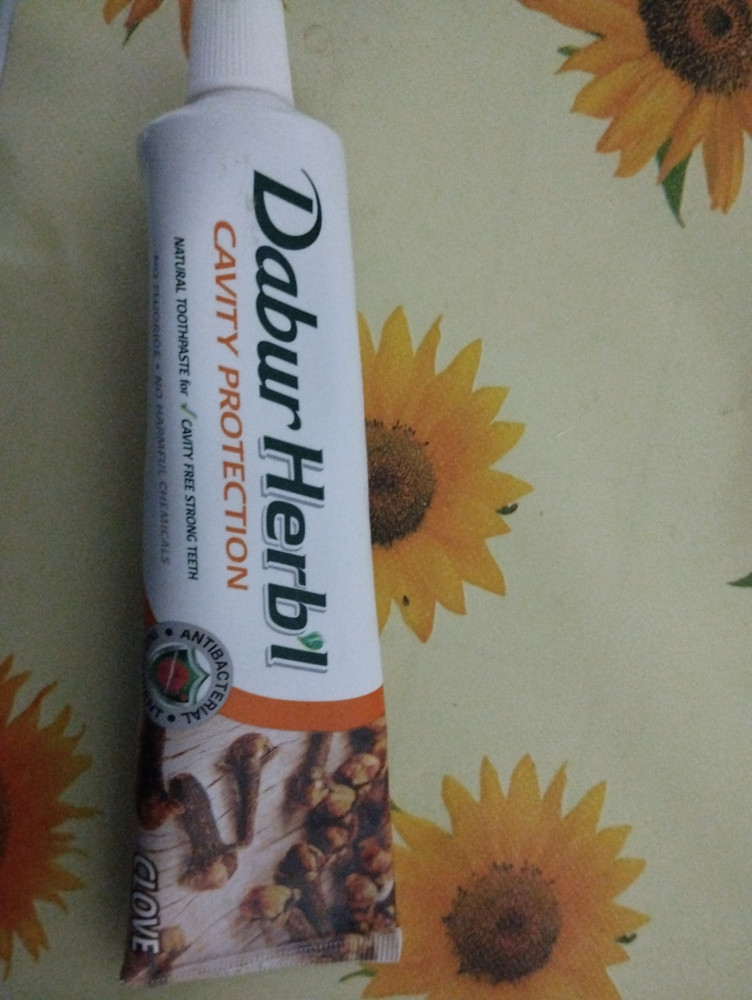 Dabur Herb'l
CAVITY PROTECTION
NATURAL TOOTHPASTE for ✓ CAVITY FREE STRONG TEETH
NO FLUORIDE • NO HARMFUL CHEMICALS
ANTIBACTERIAL
CLOVE